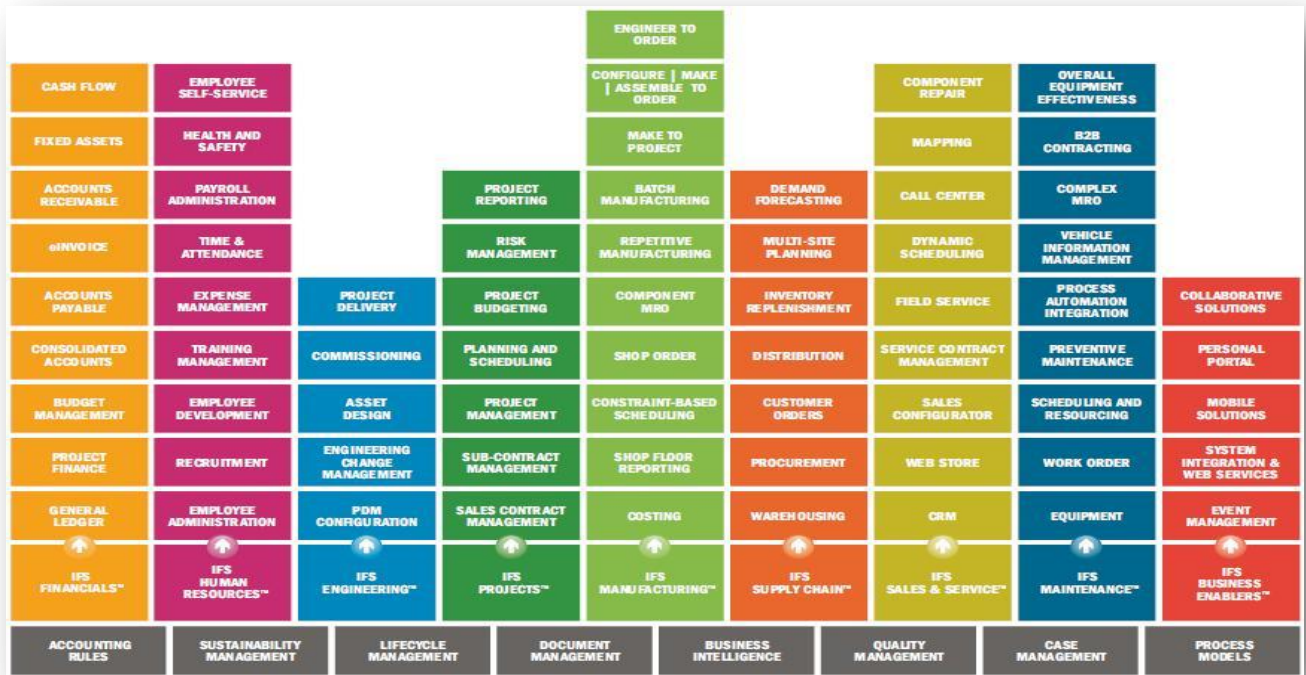 ENGINEER TO
ORDER
CASH FLOW
EMPLOYEE
SELF-SERVICE
CONFIGURE | MAKE
| ASSEMBLE TO
ORDER
COMPONENT
REPAIR
OVERALL
EQUIPMENT
EFFECTIVENESS
FIXED ASSETS
HEALTH AND
SAFETY
MAKE TO
PROJECT
MAPPING
B2B
CONTRACTING
ACCOUNTS
RECEIVABLE
PAYROLL
ADMINISTRATION
PROJECT
REPORTING
BATCH
MANUFACTURING
DEMAND
FORECASTING
CALL CENTER
COMPLEX
MRO
eINVOICE
TIME &
ATTENDANCE
RISK
MANAGEMENT
REPETITIVE
MANUFACTURING
MULTI-SITE
PLANNING
DYNAMIC
SCHEDULING
VEHICLE
INFORMATION
MANAGEMENT
ACCOUNTS
PAYABLE
EXPENSE
MANAGEMENT
PROJECT
DELIVERY
PROJECT
BUDGETING
COMPONENT
MRO
INVENTORY
REPLENISHMENT
FIELD SERVICE
PROCESS
AUTOMATION
INTEGRATION
COLLABORATIVE
SOLUTIONS
CONSOLIDATED
ACCOUNTS
TRAINING
MANAGEMENT
COMMISSIONING
PLANNING AND
SCHEDULING
SHOP ORDER
DISTRIBUTION
SERVICE CONTRACT
MANAGEMENT
PREVENTIVE
MAINTENANCE
PERSONAL
PORTAL
BUDGET
MANAGEMENT
EMPLOYEE
DEVELOPMENT
ASSET
DESIGN
PROJECT
MANAGEMENT
CONSTRAINT-BASED
SCHEDULING
CUSTOMER
ORDERS
SALES
CONFIGURATOR
SCHEDULING AND
RESOURCING
MOBILE
SOLUTIONS
PROJECT
FINANCE
RECRUITMENT
ENGINEERING
CHANGE
MANAGEMENT
SUB-CONTRACT
MANAGEMENT
SHOP FLOOR
REPORTING
PROCUREMENT
WEB STORE
WORK ORDER
SYSTEM
INTEGRATION &
WEB SERVICES
GENERAL
LEDGER
EMPLOYEE
ADMINISTRATION
PDM
CONFIGURATION
SALES CONTRACT
MANAGEMENT
COSTING
WAREHOUSING
CRM
EQUIPMENT
EVENT
MANAGEMENT
IFS
FINANCIALS™
IFS
HUMAN
RESOURCES™
IFS
ENGINEERING™
IFS
PROJECTS™
IFS
MANUFACTURING™
IFS
SUPPLY CHAIN™
IFS
SALES & SERVICE™
IFS
MAINTENANCE™
IFS
BUSINESS
ENABLERS™
ACCOUNTING
RULES
SUSTAINABILITY
MANAGEMENT
LIFECYCLE
MANAGEMENT
DOCUMENT
MANAGEMENT
BUSINESS
INTELLIGENCE
QUALITY
MANAGEMENT
CASE
MANAGEMENT
PROCESS
MODELS